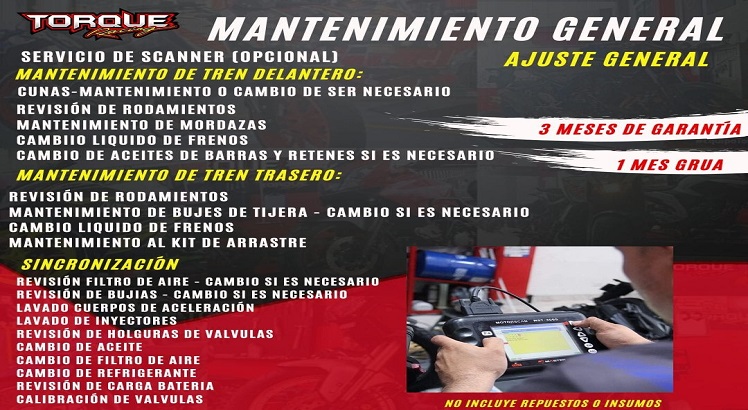 TORQUE
Racing
MANTENIMIENTO GENERAL
AJUSTE GENERAL
SERVICIO DE SCANNER (OPCIONAL)
MANTENIMIENTO DE TREN DELANTERO:
CUNAS-MANTENIMIENTO O CAMBIO DE SER NECESARIO
REVISIÓN DE RODAMIENTOS
MANTENIMIENTO DE MORDAZAS
CAMBIIO LIQUIDO DE FRENOS
CAMBIO DE ACEITES DE BARRAS Y RETENES SI ES NECESARIO
3 MESES DE GARANTÍA
1 MES GRUA
MANTENIMIENTO DE TREN TRASERO:
REVISIÓN DE RODAMIENTOS
MANTENIMIENTO DE BUJES DE TIJERA - CAMBIO SI ES NECESARIO
CAMBIO LIQUIDO DE FRENOS
MANTENIMIENTO AL KIT DE ARRASTRE
SINCRONIZACIÓN
REVISIÓN FILTRO DE AIRE - CAMBIO SI ES NECESARIO
REVISIÓN DE BUJIAS - CAMBIO SI ES NECESARIO
LAVADO CUERPOS DE ACELERACIÓN
LAVADO DE INYECTORES
REVISIÓN DE HOLGURAS DE VALVULAS
CAMBIO DE ACEITE
CAMBIO DE FILTRO DE AIRE
CAMBIO DE REFRIGERANTE
REVISIÓN DE CARGA BATERIA
CALIBRACIÓN DE VALVULAS
NO INCLUYE REPUESTOS O INSUMOS